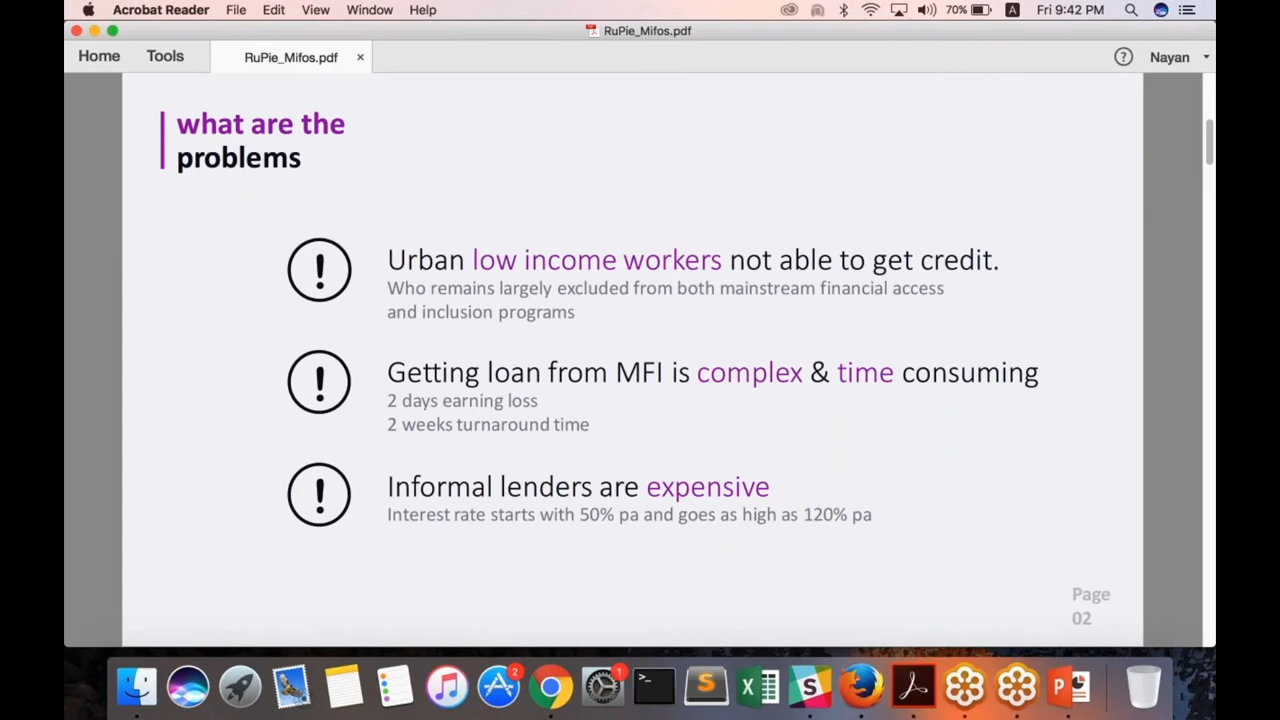 Acrobat Reader File Edit View Window Help 70% A Fri 9:42 PM
RuPie_Mifos.pdf
Home Tools RuPie_Mifos.pdf × ? Nayan
what are the
problems
! Urban low income workers not able to get credit.
Who remains largely excluded from both mainstream financial access
and inclusion programs
! Getting loan from MFI is complex & time consuming
2 days earning loss
2 weeks turnaround time
! Informal lenders are expensive
Interest rate starts with 50% pa and goes as high as 120% pa
Page
02
2 1 >_ S X S P